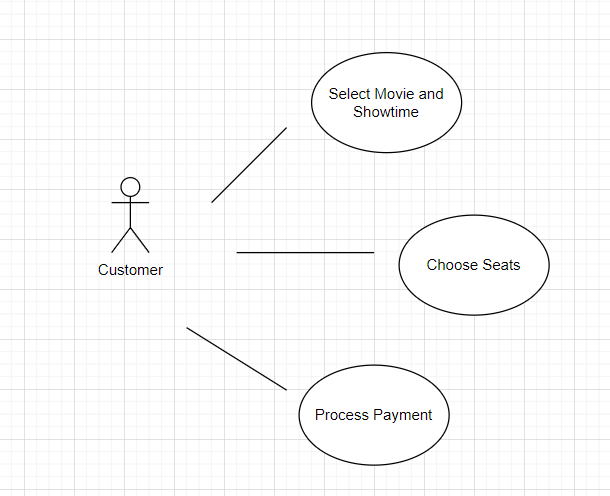 Select Movie and
Showtime
Customer
Choose Seats
Process Payment